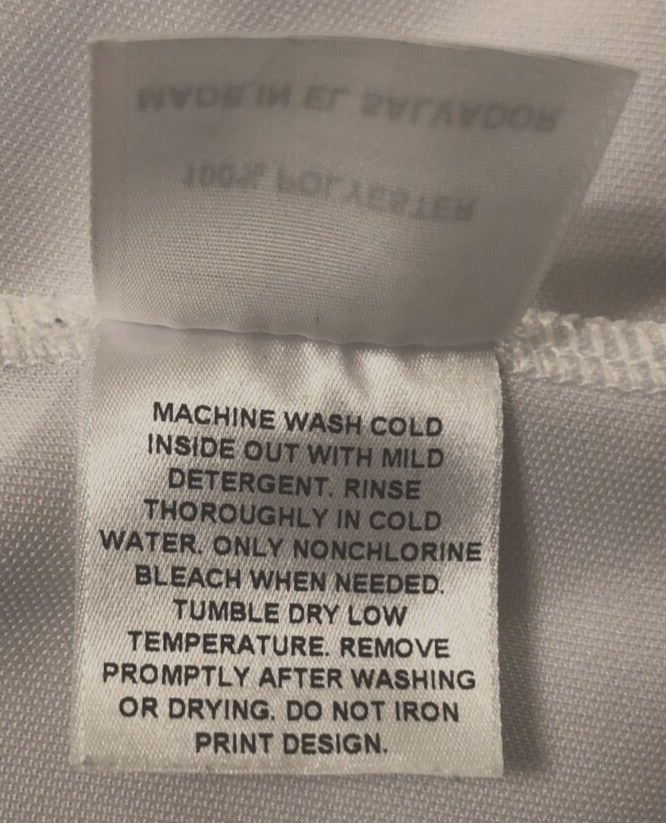 MADE IN EL SALVADOR
100% POLYESTER
MACHINE WASH COLD
INSIDE OUT WITH MILD
DETERGENT. RINSE
THOROUGHLY IN COLD
WATER. ONLY NONCHLORINE
BLEACH WHEN NEEDED.
TUMBLE DRY LOW
TEMPERATURE. REMOVE
PROMPTLY AFTER WASHING
OR DRYING. DO NOT IRON
PRINT DESIGN.